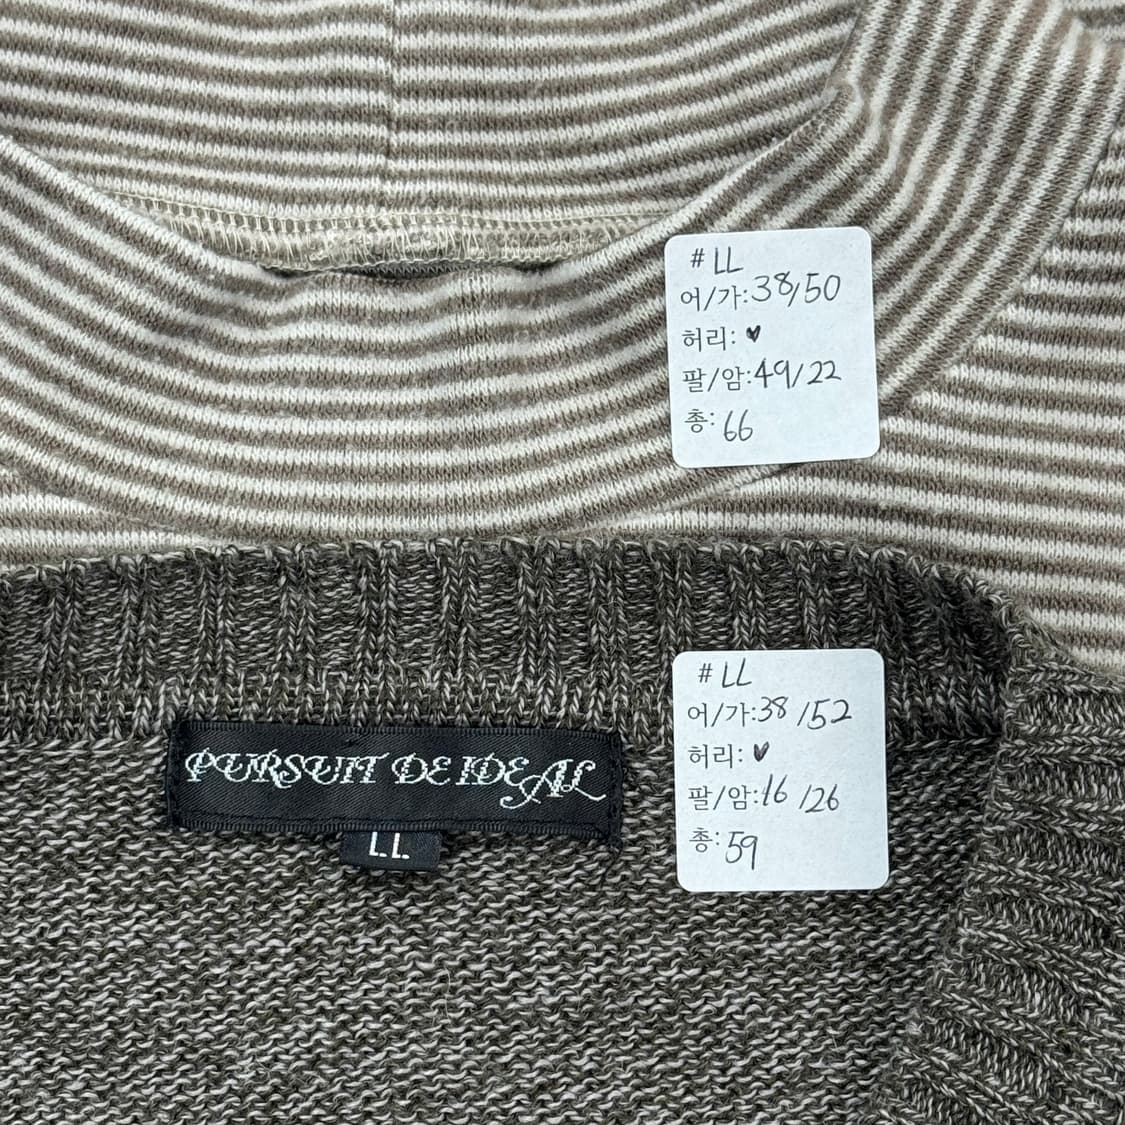 # LL
어/가:38/50
허리: ♥
팔/암:49/22
총: 66
PURSUIT DE IDEAL
LL
# LL
어/가:38/52
허리: ♥
팔/암:16/26
총: 59